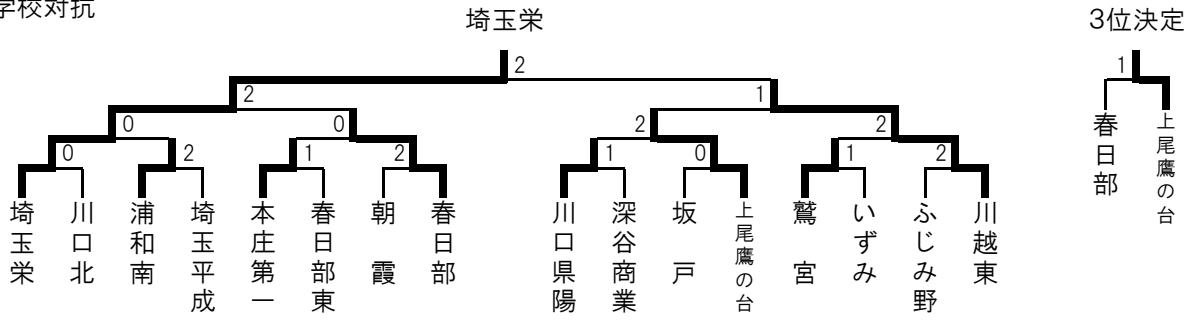 学校対抗
埼玉栄
3位決定
2
1
2
1
0
0
2
2
0
2
1
2
1
0
1
2
埼玉栄
川口北
浦和南
埼玉平成
本庄第一
春日部東
朝霞
春日部
川口県陽
深谷商業
坂戸
上尾鷹の台
鷲宮
いずみ
ふじみ野
川越東
春日部
上尾鷹の台